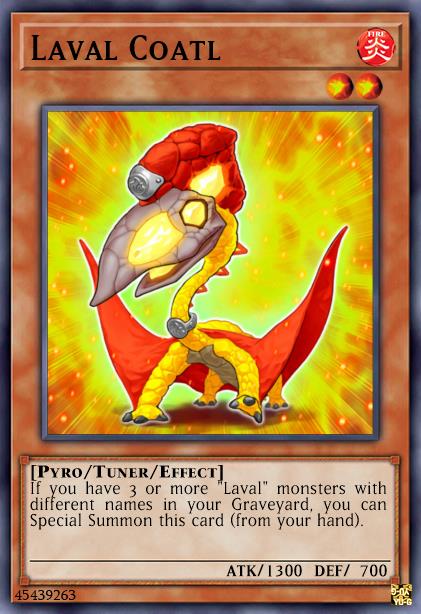 LAVAL COATL
FIRE
炎
[PYRO/TUNER/EFFECT]
If you have 3 or more "Laval" monsters with
different names in your Graveyard, you can
Special Summon this card (from your hand).
ATK/1300 DEF/ 700
45439263